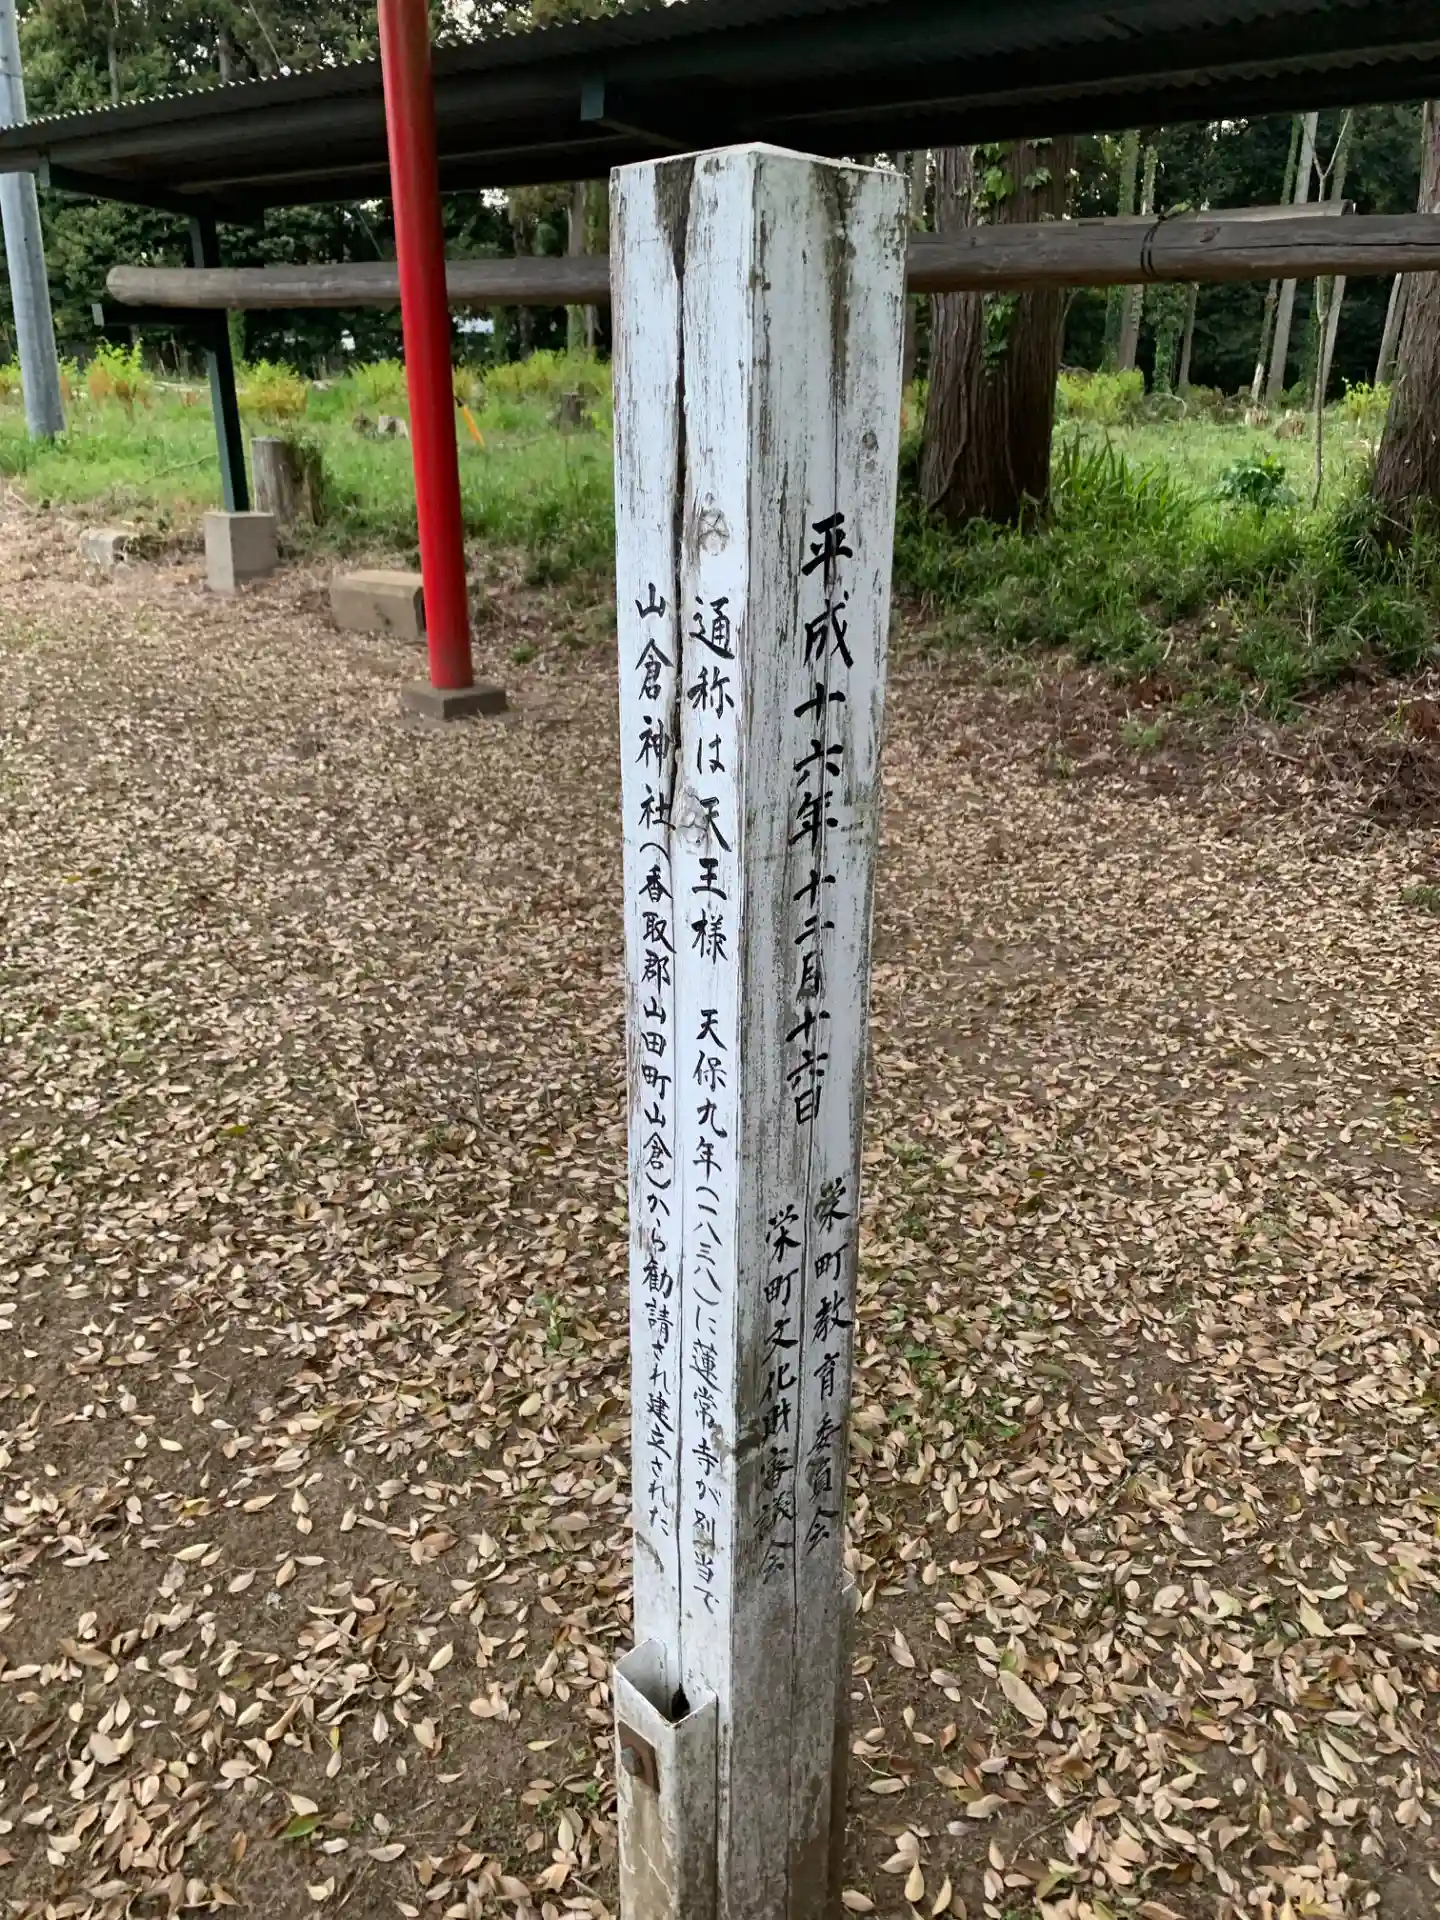 平成十六年十二月十六日
栄町教育委員会
栄町文化財審議会
通称は天王様 天保九年(一八三八)に蓮常寺が別当で
山倉神社(香取郡山田町山倉)から勧請され建立された